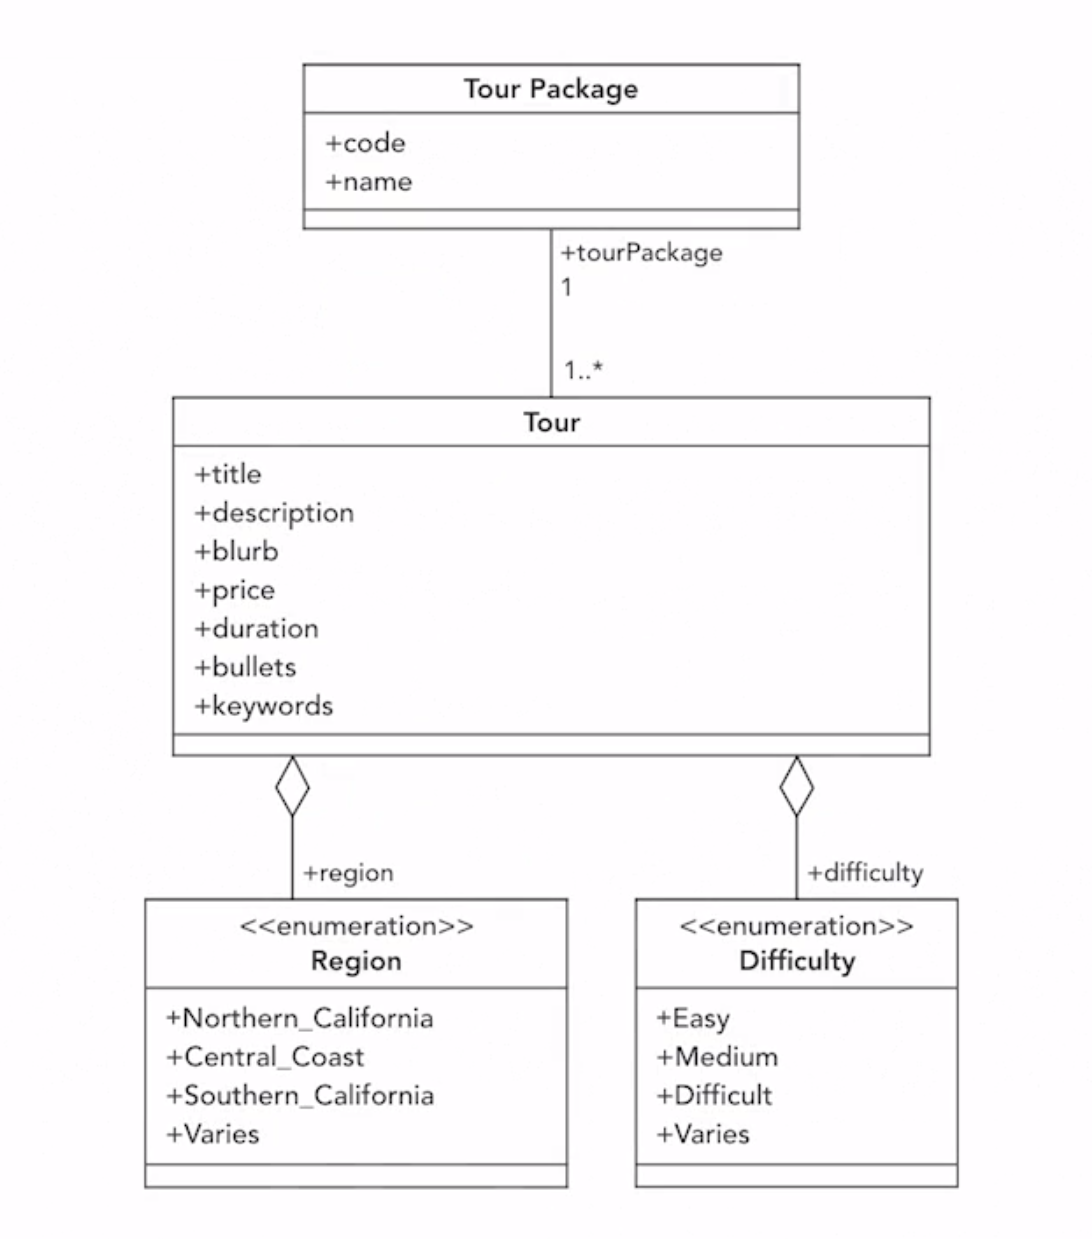 Tour Package
+code
+name
+tourPackage
1
1..*
Tour
+title
+description
+blurb
+price
+duration
+bullets
+keywords
+region
+difficulty
<<enumeration>>
Region
+Northern_California
+Central_Coast
+Southern_California
+Varies
<<enumeration>>
Difficulty
+Easy
+Medium
+Difficult
+Varies